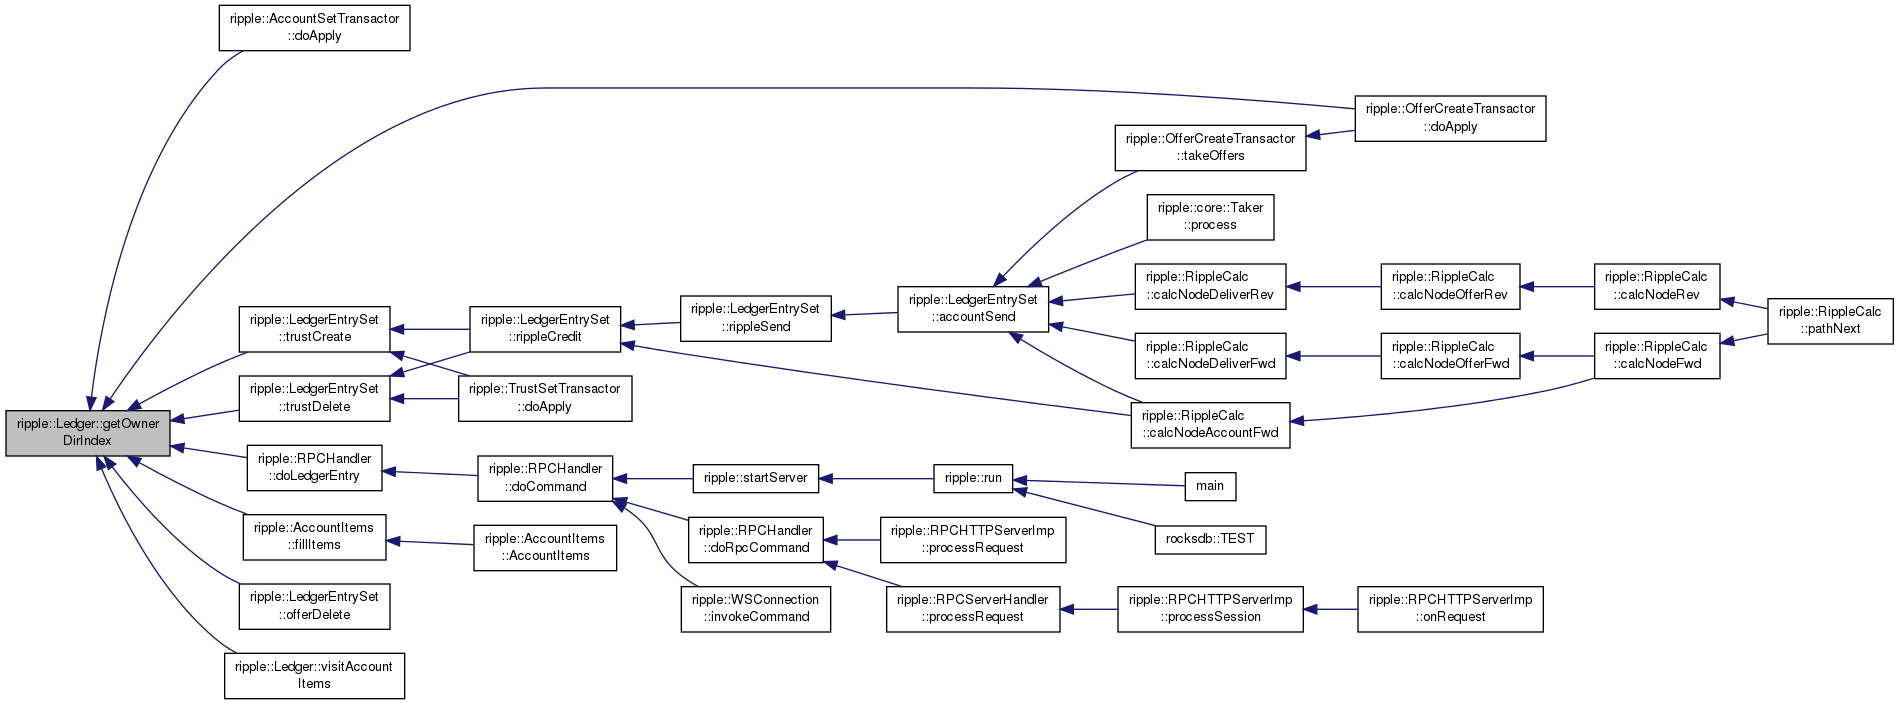 ripple::AccountSetTransactor
::doApply
ripple::OfferCreateTransactor
::doApply
ripple::OfferCreateTransactor
::takeOffers
ripple::core::Taker
::process
ripple::RippleCalc
::calcNodeDeliverRev
ripple::RippleCalc
::calcNodeOfferRev
ripple::RippleCalc
::calcNodeRev
ripple::LedgerEntrySet
::accountSend
ripple::LedgerEntrySet
::rippleSend
ripple::RippleCalc
::pathNext
ripple::LedgerEntrySet
::trustCreate
ripple::LedgerEntrySet
::rippleCredit
ripple::RippleCalc
::calcNodeDeliverFwd
ripple::RippleCalc
::calcNodeOfferFwd
ripple::RippleCalc
::calcNodeFwd
ripple::LedgerEntrySet
::trustDelete
ripple::TrustSetTransactor
::doApply
ripple::RippleCalc
::calcNodeAccountFwd
ripple::Ledger::getOwner
DirIndex
ripple::RPCHandler
::doLedgerEntry
ripple::RPCHandler
::doCommand
ripple::startServer
ripple::run
main
ripple::AccountItems
::fillItems
ripple::AccountItems
::AccountItems
ripple::RPCHandler
::doRpcCommand
ripple::RPCHTTPServerImp
::processRequest
rocksdb::TEST
ripple::LedgerEntrySet
::offerDelete
ripple::WSConnection
::invokeCommand
ripple::RPCServerHandler
::processRequest
ripple::RPCHTTPServerImp
::processSession
ripple::RPCHTTPServerImp
::onRequest
ripple::Ledger::visitAccount
Items